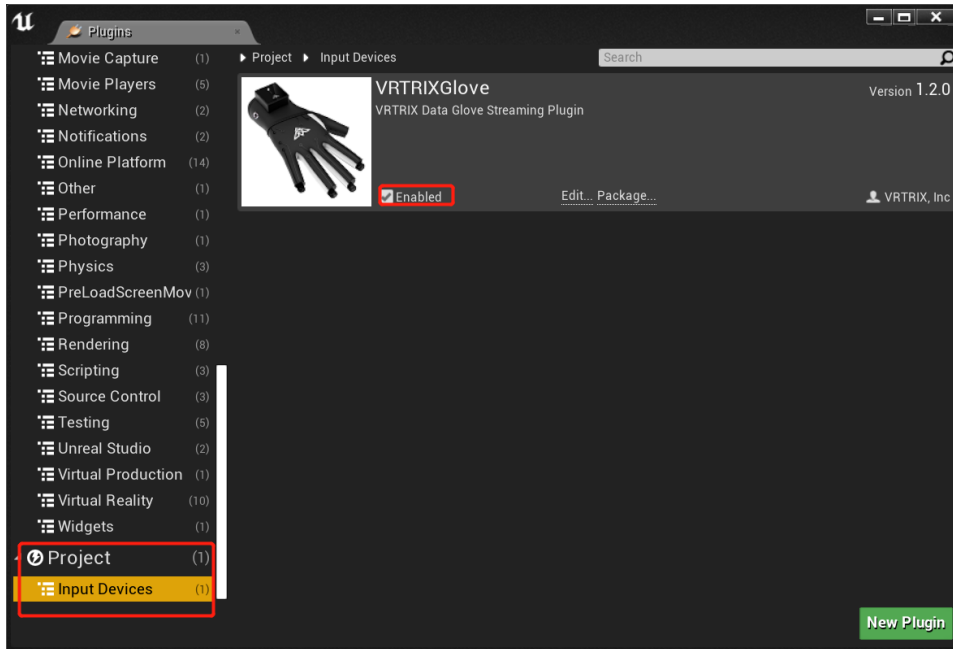 Plugins
Movie Capture (1)
Movie Players (5)
Networking (2)
Notifications (2)
Online Platform (14)
Other (1)
Performance (1)
Photography (1)
Physics (3)
PreLoadScreenMov (1)
Programming (11)
Rendering (8)
Scripting (3)
Source Control (3)
Testing (5)
Unreal Studio (2)
Virtual Production (1)
Virtual Reality (10)
Widgets (1)
Project (1)
Input Devices (1)
Project Input Devices
Search
VRTRIXGlove
Version 1.2.0
VRTRIX Data Glove Streaming Plugin
Enabled
Edit... Package...
VRTRIX, Inc
New Plugin